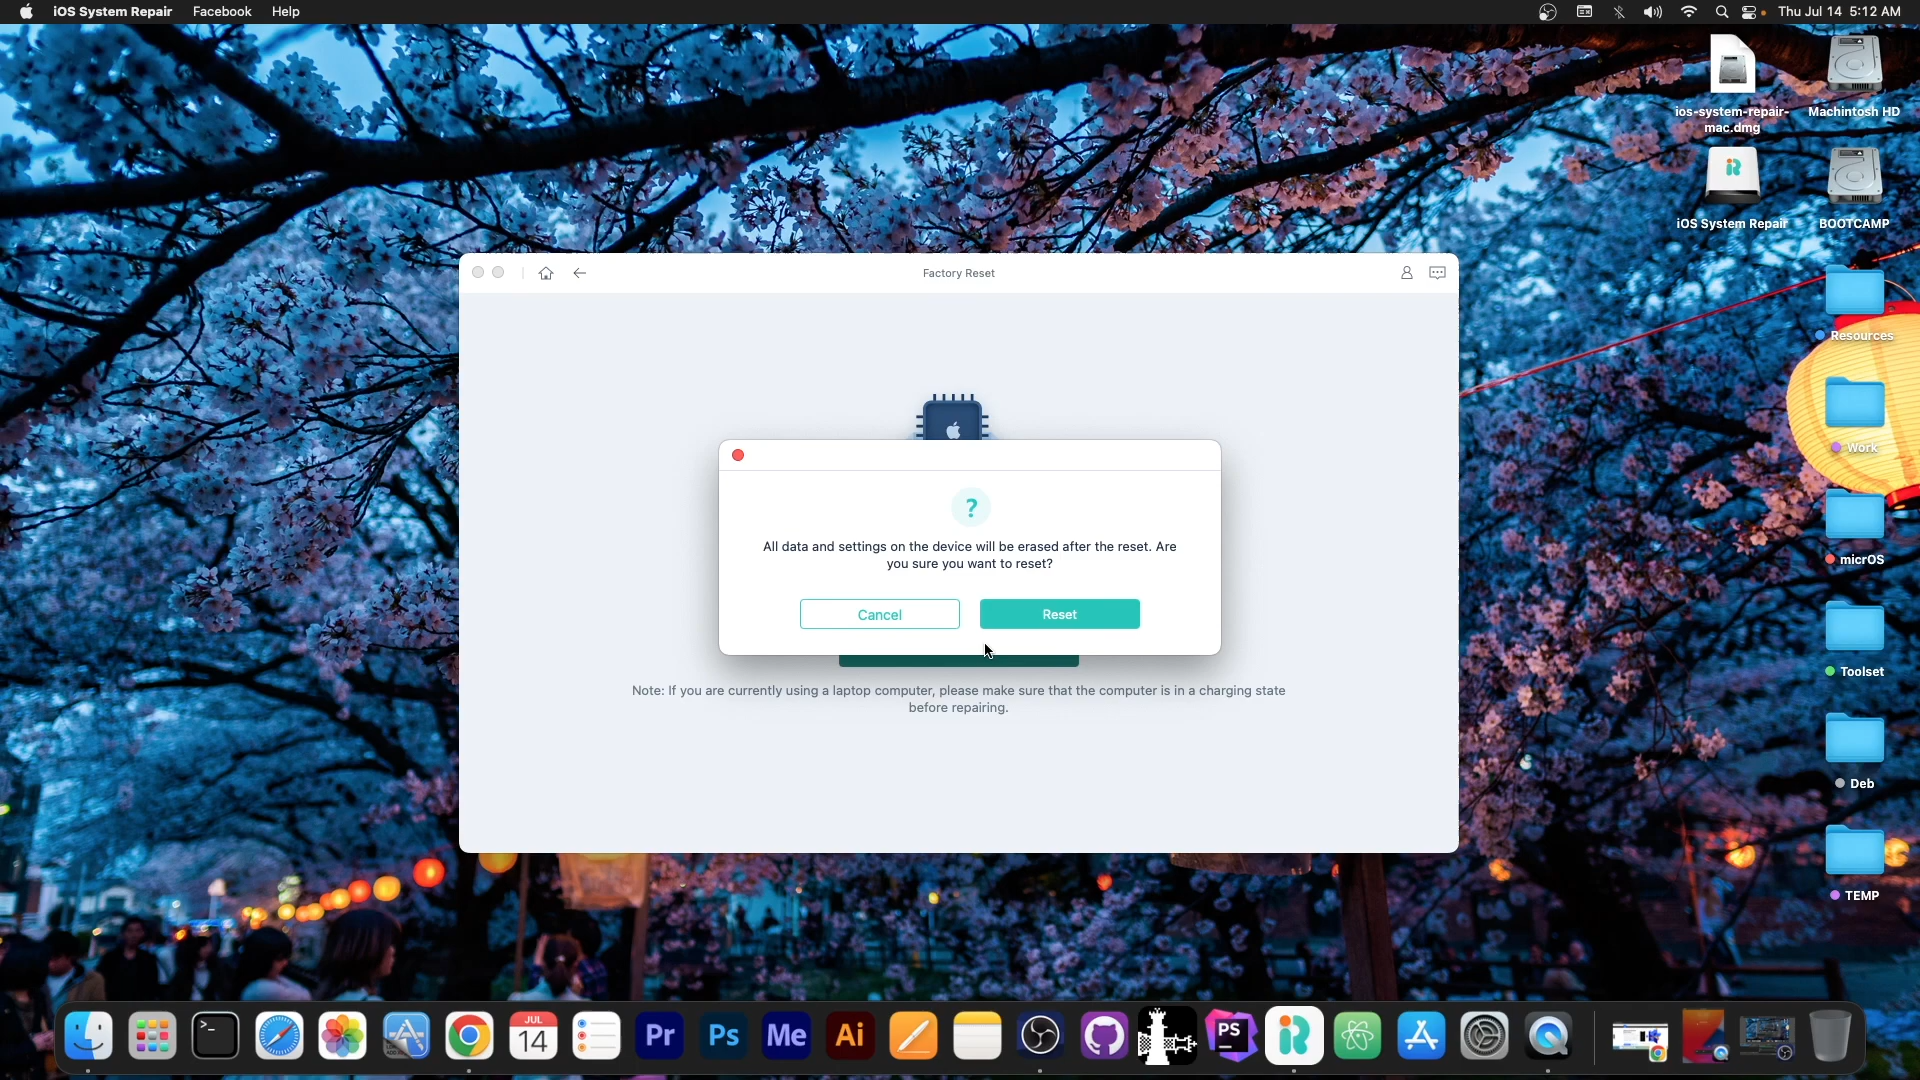 iOS System Repair Facebook Help
Thu Jul 14 5:12 AM
ios-system-repair-
mac.dmg
Machintosh HD
iOS System Repair
BOOTCAMP
Resources
Work
micrOS
Toolset
Deb
TEMP
Factory Reset
?
All data and settings on the device will be erased after the reset. Are
you sure you want to reset?
Cancel
Reset
Note: If you are currently using a laptop computer, please make sure that the computer is in a charging state
before repairing.
>_
JUL
14
Pr
Ps
Me
Ai
PS